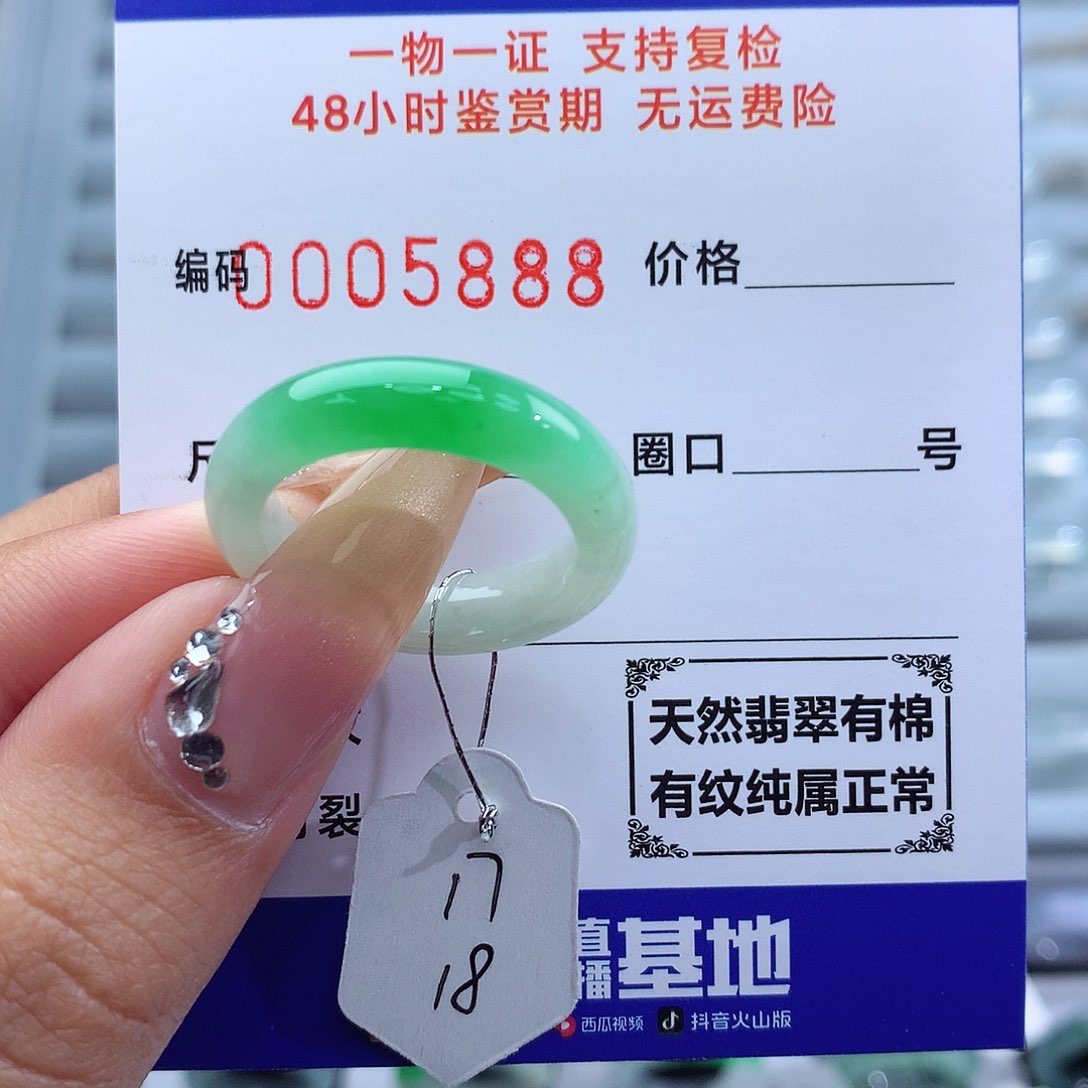 一物一证 支持复检
48小时鉴赏期 无运费险
编码0005888 价格
圈口 号
天然翡翠有棉
有纹纯属正常
裂
17
18
直播基地
西瓜视频 抖音火山版